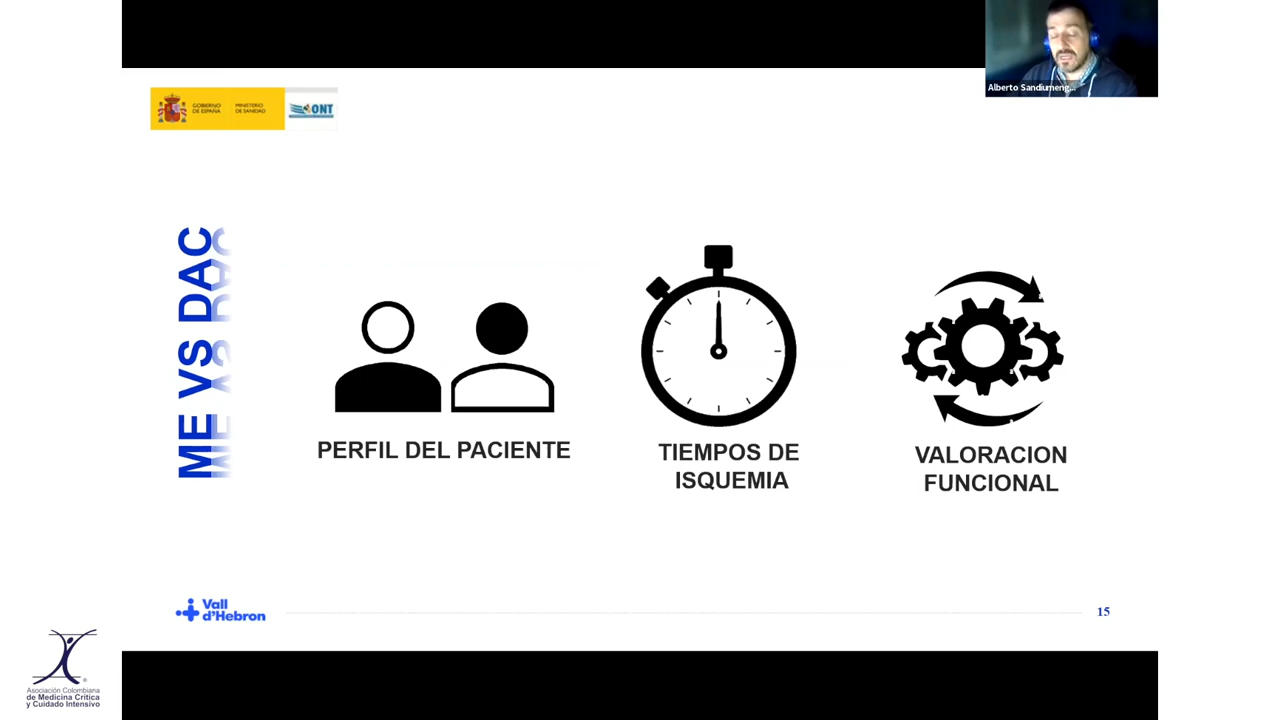 Alberto Sandiumeng...
GOBIERNO
DE ESPAÑA
MINISTERIO
DE SANIDAD
ONT
ME VS DAC
PERFIL DEL PACIENTE
TIEMPOS DE
ISQUEMIA
VALORACION
FUNCIONAL
Vall
d'Hebron
15
Asociación Colombiana
de Medicina Crítica
y Cuidado Intensivo